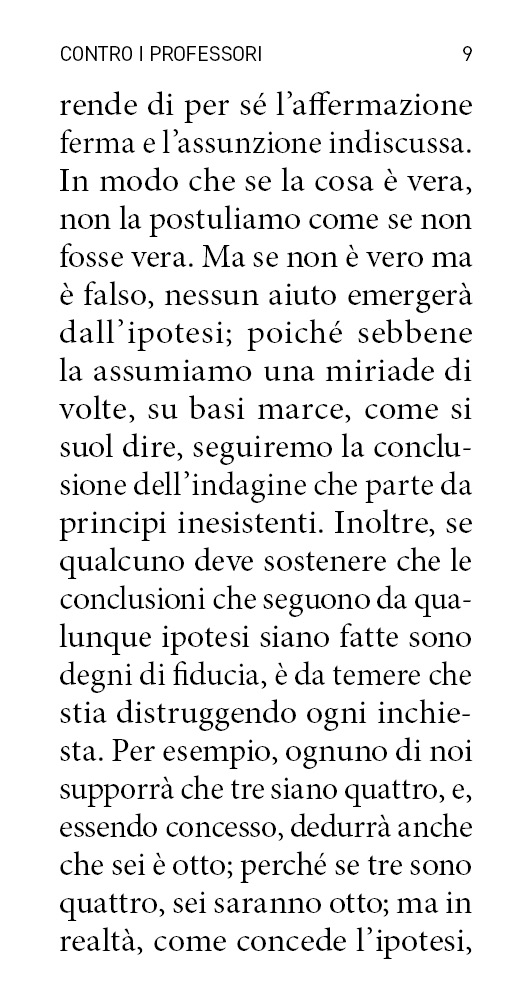 CONTRO I PROFESSORI 9
rende di per sé l’affermazione
ferma e l’assunzione indiscussa.
In modo che se la cosa è vera,
non la postuliamo come se non
fosse vera. Ma se non è vero ma
è falso, nessun aiuto emergerà
dall’ipotesi; poiché sebbene
la assumiamo una miriade di
volte, su basi marce, come si
suol dire, seguiremo la conclu-
sione dell’indagine che parte da
principi inesistenti. Inoltre, se
qualcuno deve sostenere che le
conclusioni che seguono da qua-
lunque ipotesi siano fatte sono
degni di fiducia, è da temere che
stia distruggendo ogni inchie-
sta. Per esempio, ognuno di noi
supporrà che tre siano quattro, e,
essendo concesso, dedurrà anche
che sei è otto; perché se tre sono
quattro, sei saranno otto; ma in
realtà, come concede l’ipotesi,